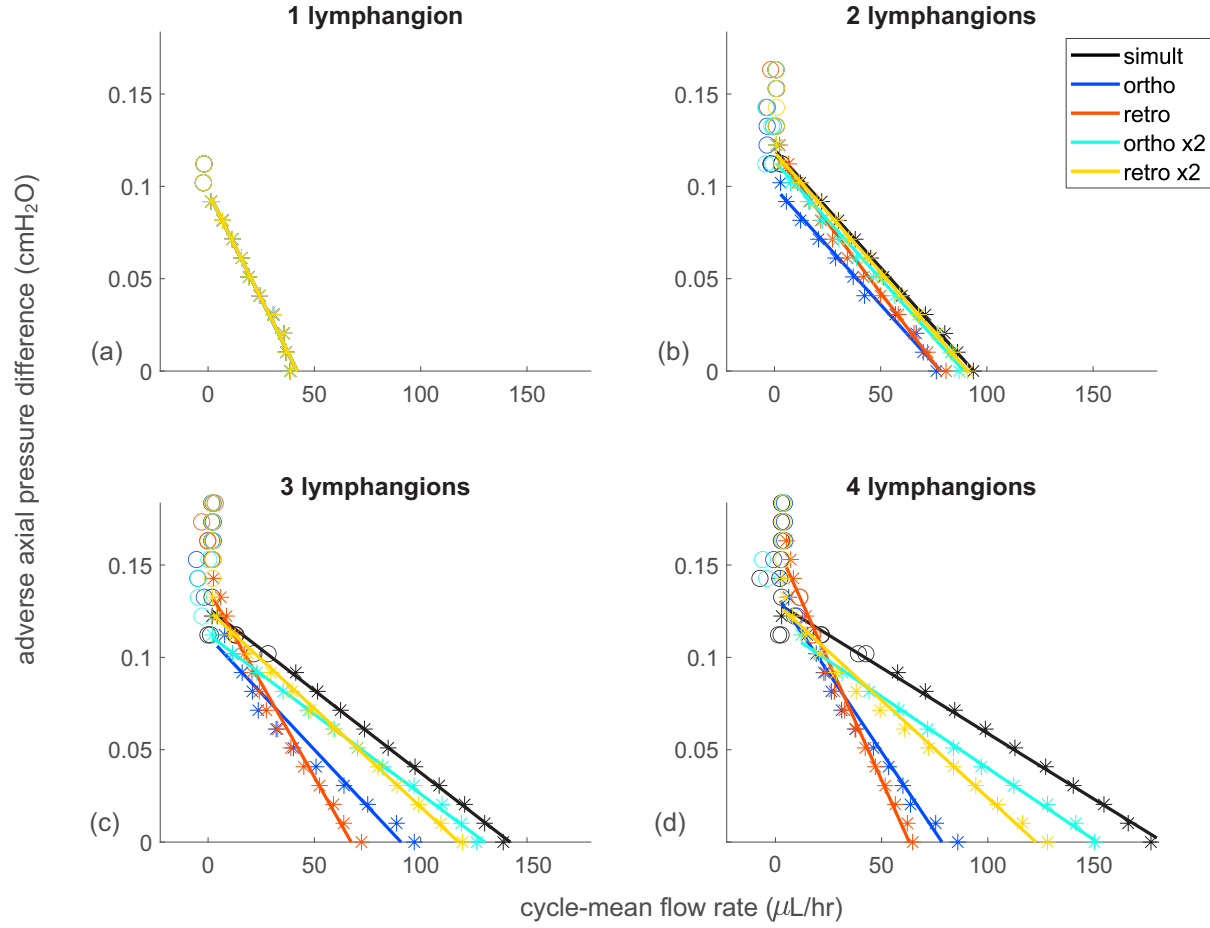 1 lymphangion
2 lymphangions
simult
ortho
retro
ortho x2
retro x2
0.15
0.1
0.05
0
(a)
0 50 100 150
0.15
0.1
0.05
0
(b)
0 50 100 150
3 lymphangions
4 lymphangions
0.15
0.1
0.05
0
(c)
0 50 100 150
0.15
0.1
0.05
0
(d)
0 50 100 150
adverse axial pressure difference (cmH₂O)
cycle-mean flow rate (μL/hr)